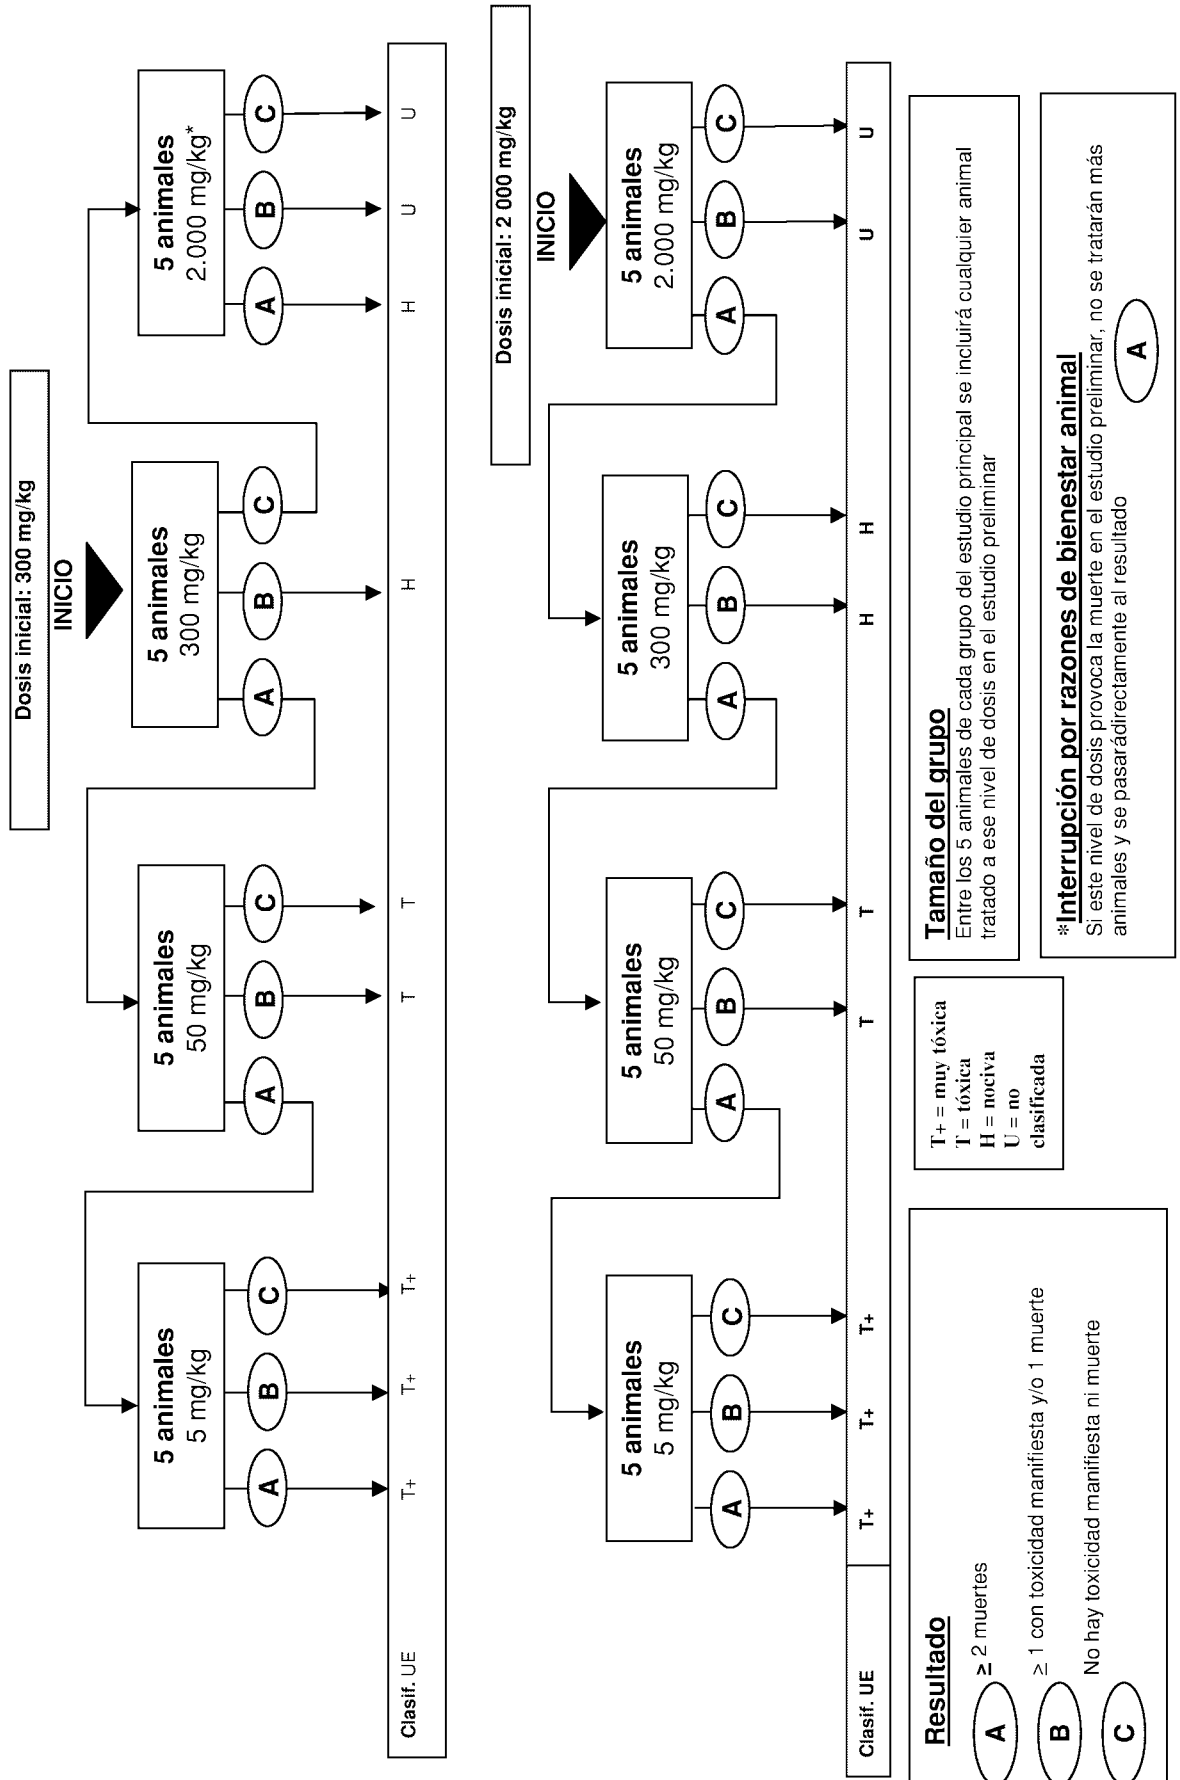 Dosis inicial: 300 mg/kg
INICIO
5 animales
5 mg/kg
5 animales
50 mg/kg
5 animales
300 mg/kg
5 animales
2.000 mg/kg*
A
B
C
A
B
C
A
B
C
A
B
C
Clasif. UE
T+
T+
T+
T
T
H
H
U
U
Dosis inicial: 2 000 mg/kg
INICIO
5 animales
5 mg/kg
5 animales
50 mg/kg
5 animales
300 mg/kg
5 animales
2.000 mg/kg
A
B
C
A
B
C
A
B
C
A
B
C
Clasif. UE
T+
T+
T+
T
T
H
H
U
U
Resultado
A
≥ 2 muertes
B
≥ 1 con toxicidad manifiesta y/o 1 muerte
C
No hay toxicidad manifiesta ni muerte
T+ = muy tóxica
T = tóxica
H = nociva
U = no
clasificada
Tamaño del grupo
Entre los 5 animales de cada grupo del estudio principal se incluirá cualquier animal
tratado a ese nivel de dosis en el estudio preliminar
*Interrupción por razones de bienestar animal
Si este nivel de dosis provoca la muerte en el estudio preliminar, no se tratarán más
animales y se pasarádirectamente al resultado
A